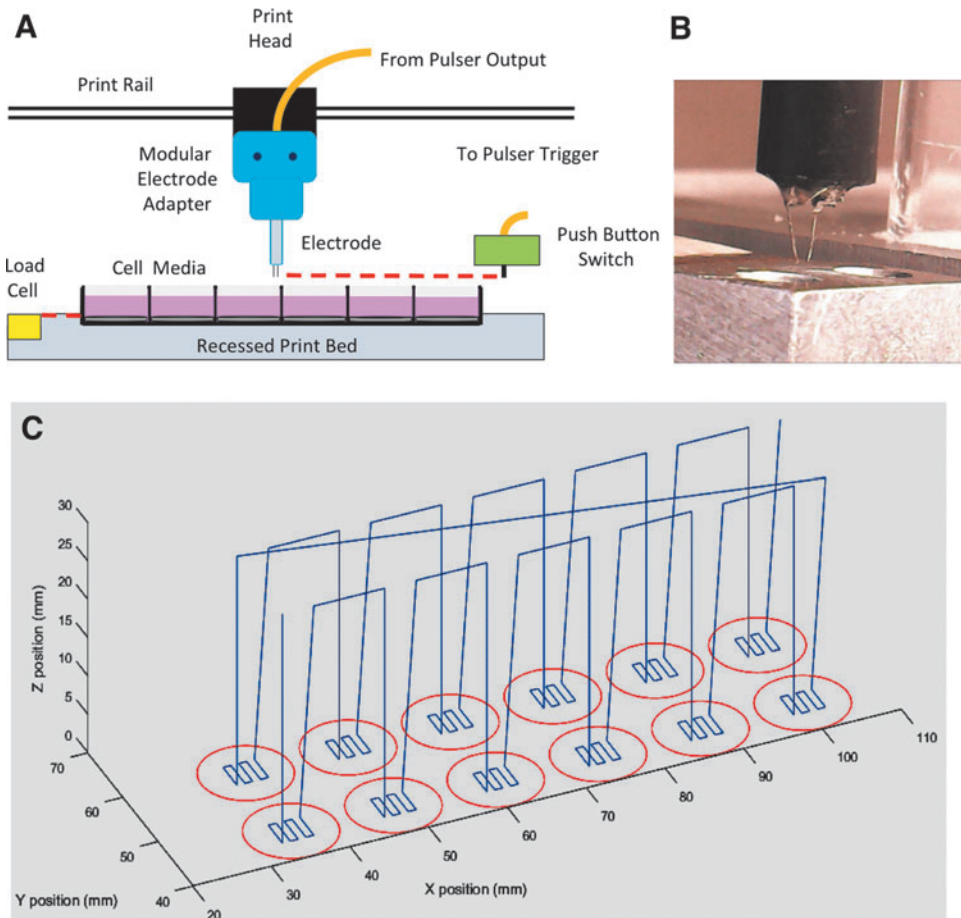 A
Print
Head
From Pulser Output
Print Rail
Modular
Electrode
Adapter
To Pulser Trigger
Electrode
Push Button
Switch
Load
Cell
Cell Media
Recessed Print Bed
B
C
30
25
20
15
10
5
0
Z position (mm)
70
60
50
40
Y position (mm)
20
30
40
50
60
70
80
90
100
110
X position (mm)